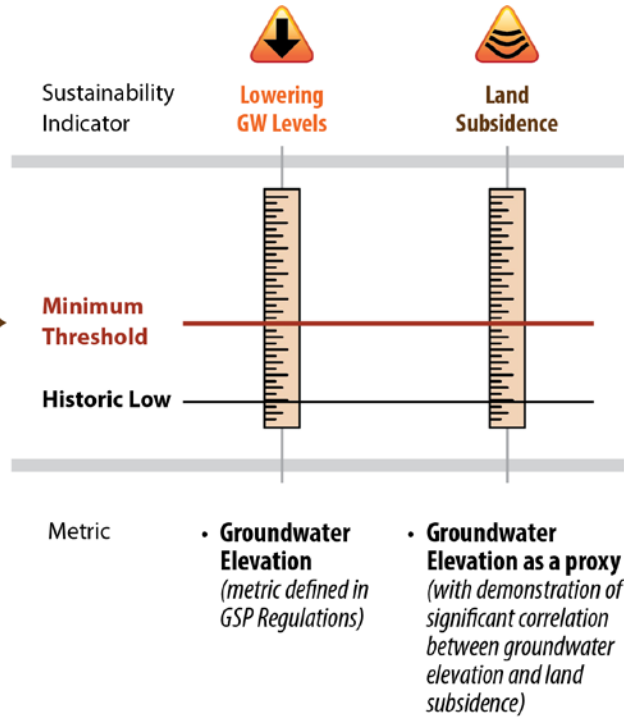 Sustainability
Indicator
Lowering
GW Levels
Land
Subsidence
Minimum
Threshold
Historic Low
Metric
• Groundwater
Elevation
(metric defined in
GSP Regulations)
• Groundwater
Elevation as a proxy
(with demonstration of
significant correlation
between groundwater
elevation and land
subsidence)